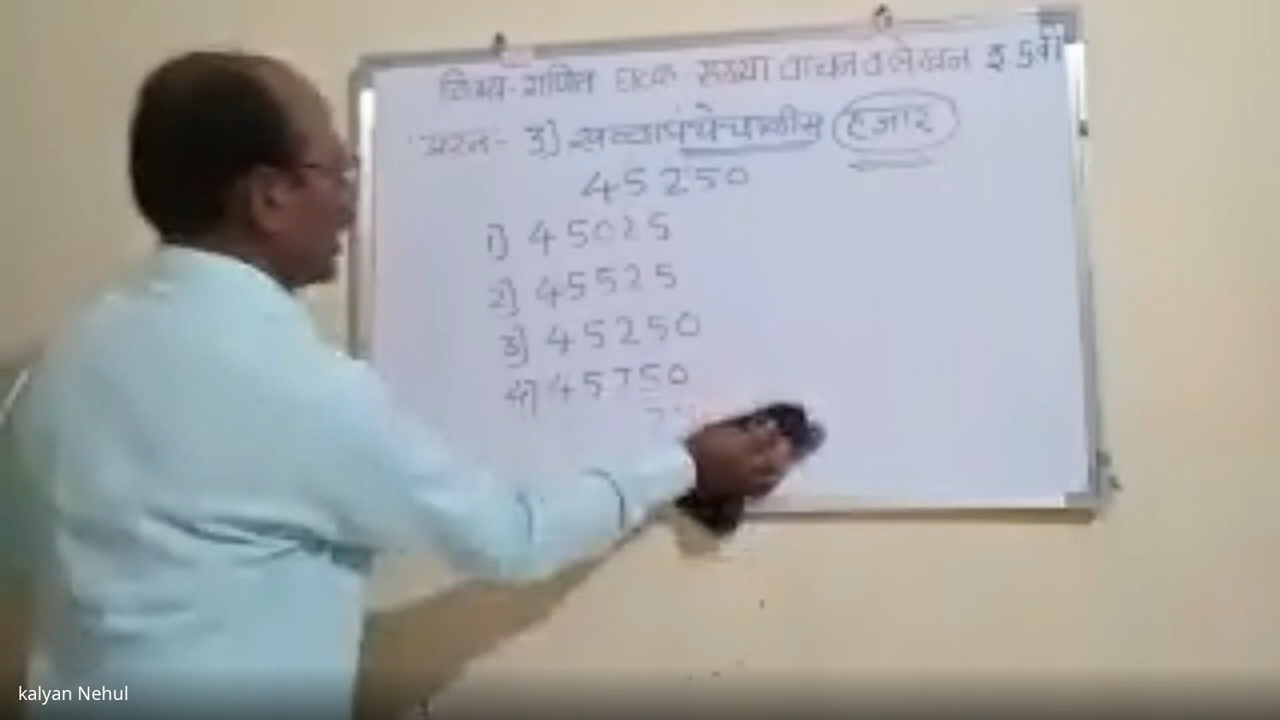 विषय-गणित घटक-संख्या वाचन व लेखन इ. 5वी
प्रश्न- 3) सव्वापंचेचाळीस हजार
45250
1) 45025
2) 45525
3) 45250
4) 45750
kalyan Nehul